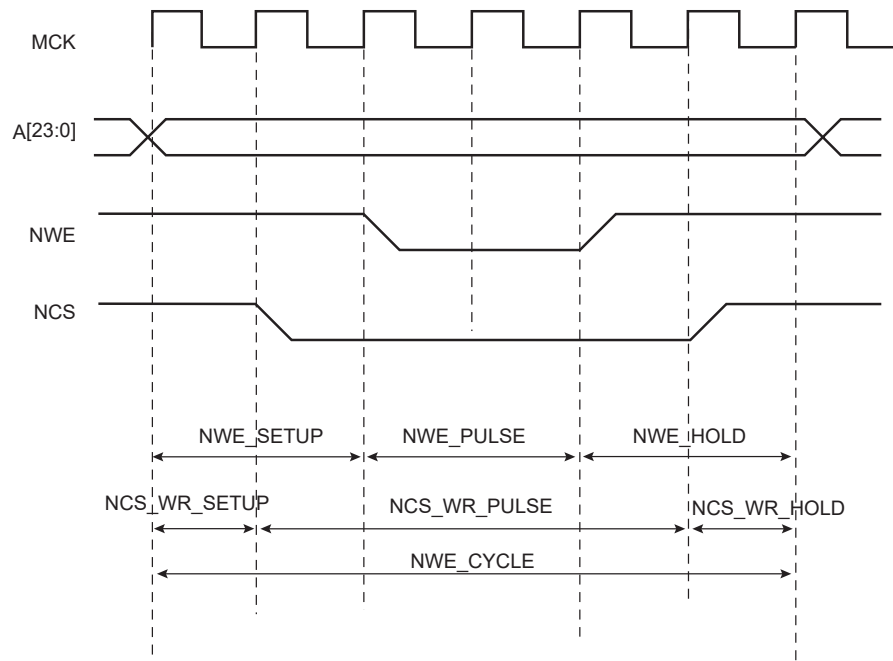 MCK
A[23:0]
NWE
NCS
NWE_SETUP NWE_PULSE NWE_HOLD
NCS_WR_SETUP NCS_WR_PULSE NCS_WR_HOLD
NWE_CYCLE